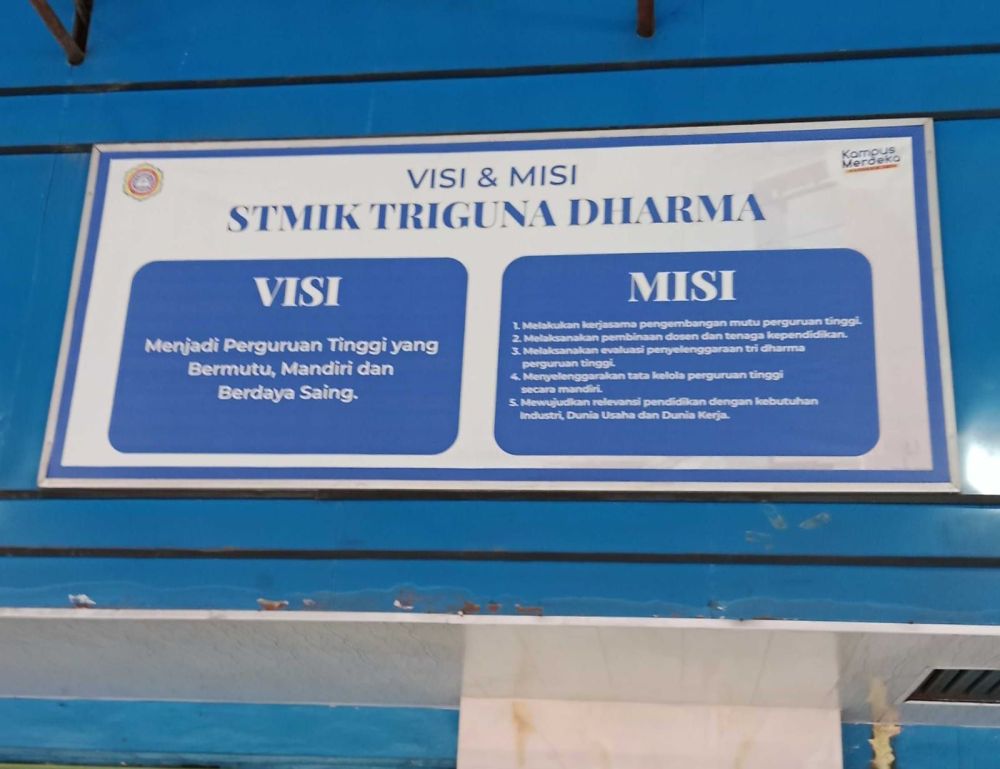 VISI & MISI
STMIK TRIGUNA DHARMA
Kampus
Merdeka
VISI
Menjadi Perguruan Tinggi yang
Bermutu, Mandiri dan
Berdaya Saing.
MISI
1. Melakukan kerjasama pengembangan mutu perguruan tinggi.
2. Melaksanakan pembinaan dosen dan tenaga kependidikan.
3. Melaksanakan evaluasi penyelenggaraan tri dharma
perguruan tinggi.
4. Menyelenggarakan tata kelola perguruan tinggi
secara mandiri.
5. Mewujudkan relevansi pendidikan dengan kebutuhan
Industri, Dunia Usaha dan Dunia Kerja.